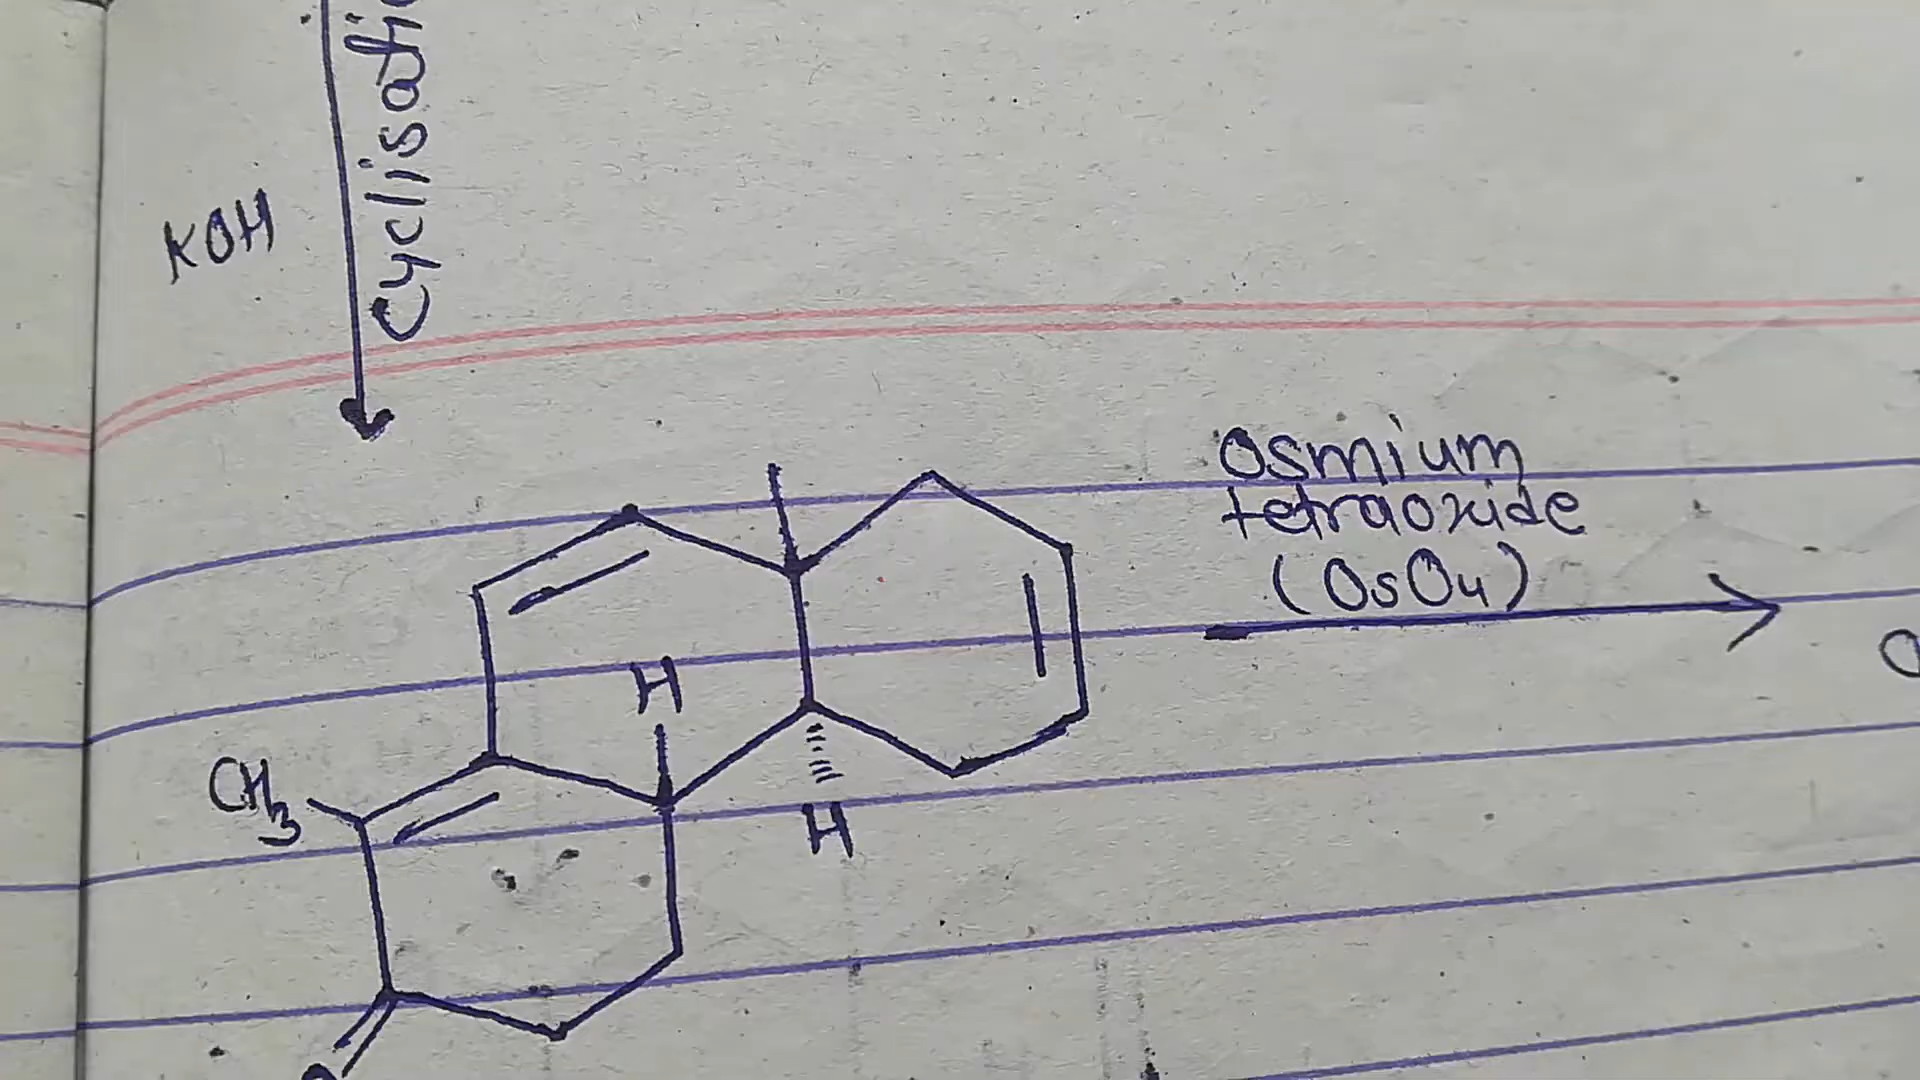 Cyclisati
KOH
Osmium
tetraoxide
(OsO4)
H
CH3
H